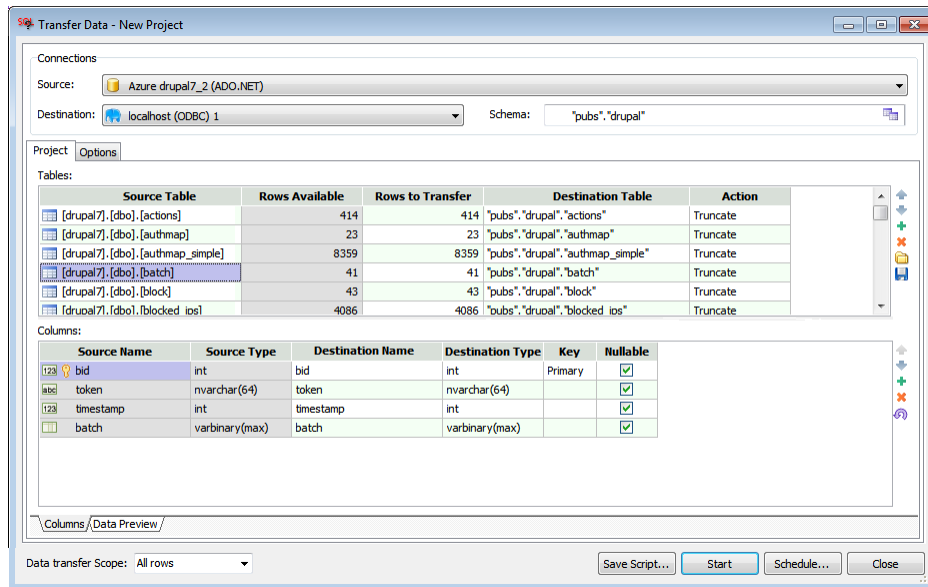 SQL Transfer Data - New Project
Connections
Source: Azure drupal7_2 (ADO.NET)
Destination: localhost (ODBC) 1 Schema: "pubs"."drupal"
Project Options
Tables:
Source Table Rows Available Rows to Transfer Destination Table Action
[drupal7].[dbo].[actions] 414 414 "pubs"."drupal"."actions" Truncate
[drupal7].[dbo].[authmap] 23 23 "pubs"."drupal"."authmap" Truncate
[drupal7].[dbo].[authmap_simple] 8359 8359 "pubs"."drupal"."authmap_simple" Truncate
[drupal7].[dbo].[batch] 41 41 "pubs"."drupal"."batch" Truncate
[drupal7].[dbo].[block] 43 43 "pubs"."drupal"."block" Truncate
[drupal7].[dbo].[blocked_ips] 4086 4086 "pubs"."drupal"."blocked_ips" Truncate
Columns:
Source Name Source Type Destination Name Destination Type Key Nullable
123 bid int bid int Primary
abc token nvarchar(64) token nvarchar(64)
123 timestamp int timestamp int
batch varbinary(max) batch varbinary(max)
Columns Data Preview
Data transfer Scope: All rows Save Script... Start Schedule... Close